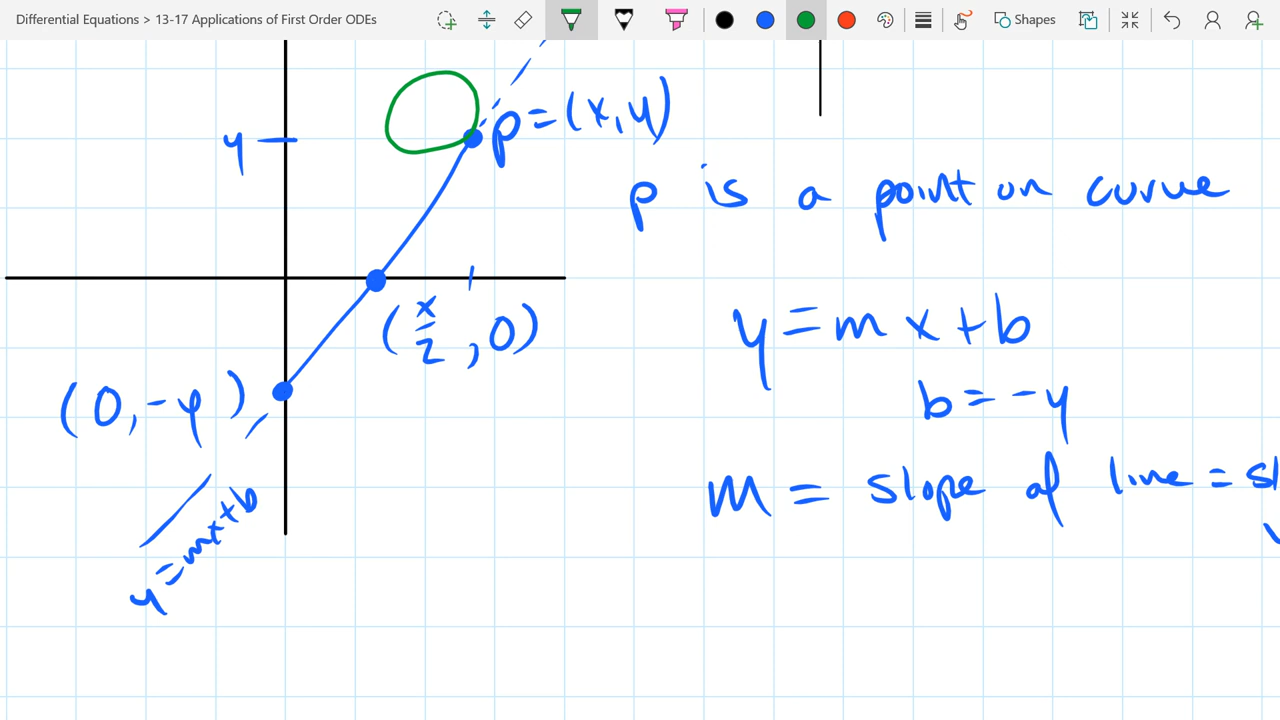 Differential Equations > 13-17 Applications of First Order ODEs
Shapes
y
p=(x,y)
p is a point on curve
(x/2, 0)
y=mx+b
(0,-y)
b=-y
m = slope of line = sl
y=mx+b